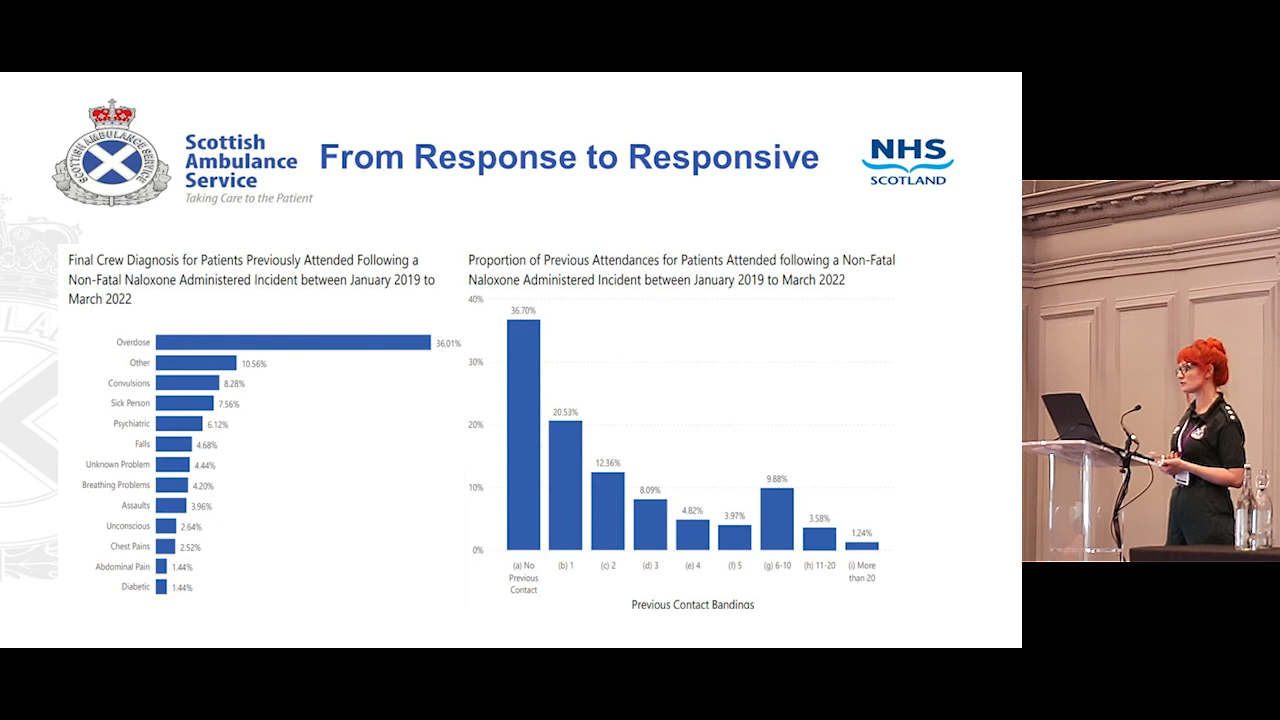 SCOTTISH AMBULANCE SERVICE
Scottish
Ambulance
Service
Taking Care to the Patient
From Response to Responsive
NHS
SCOTLAND
Final Crew Diagnosis for Patients Previously Attended Following a
Non-Fatal Naloxone Administered Incident between January 2019 to
March 2022
Overdose 36.01%
Other 10.56%
Convulsions 8.28%
Sick Person 7.56%
Psychiatric 6.12%
Falls 4.68%
Unknown Problem 4.44%
Breathing Problems 4.20%
Assaults 3.96%
Unconscious 2.64%
Chest Pains 2.52%
Abdominal Pain 1.44%
Diabetic 1.44%
Proportion of Previous Attendances for Patients Attended following a Non-Fatal
Naloxone Administered Incident between January 2019 to March 2022
40%
30%
20%
10%
0%
36.70%
20.53%
12.36%
8.09%
4.82%
3.97%
9.88%
3.58%
1.24%
(a) No
Previous
Contact
(b) 1
(c) 2
(d) 3
(e) 4
(f) 5
(g) 6-10
(h) 11-20
(i) More
than 20
Previous Contact Bandings